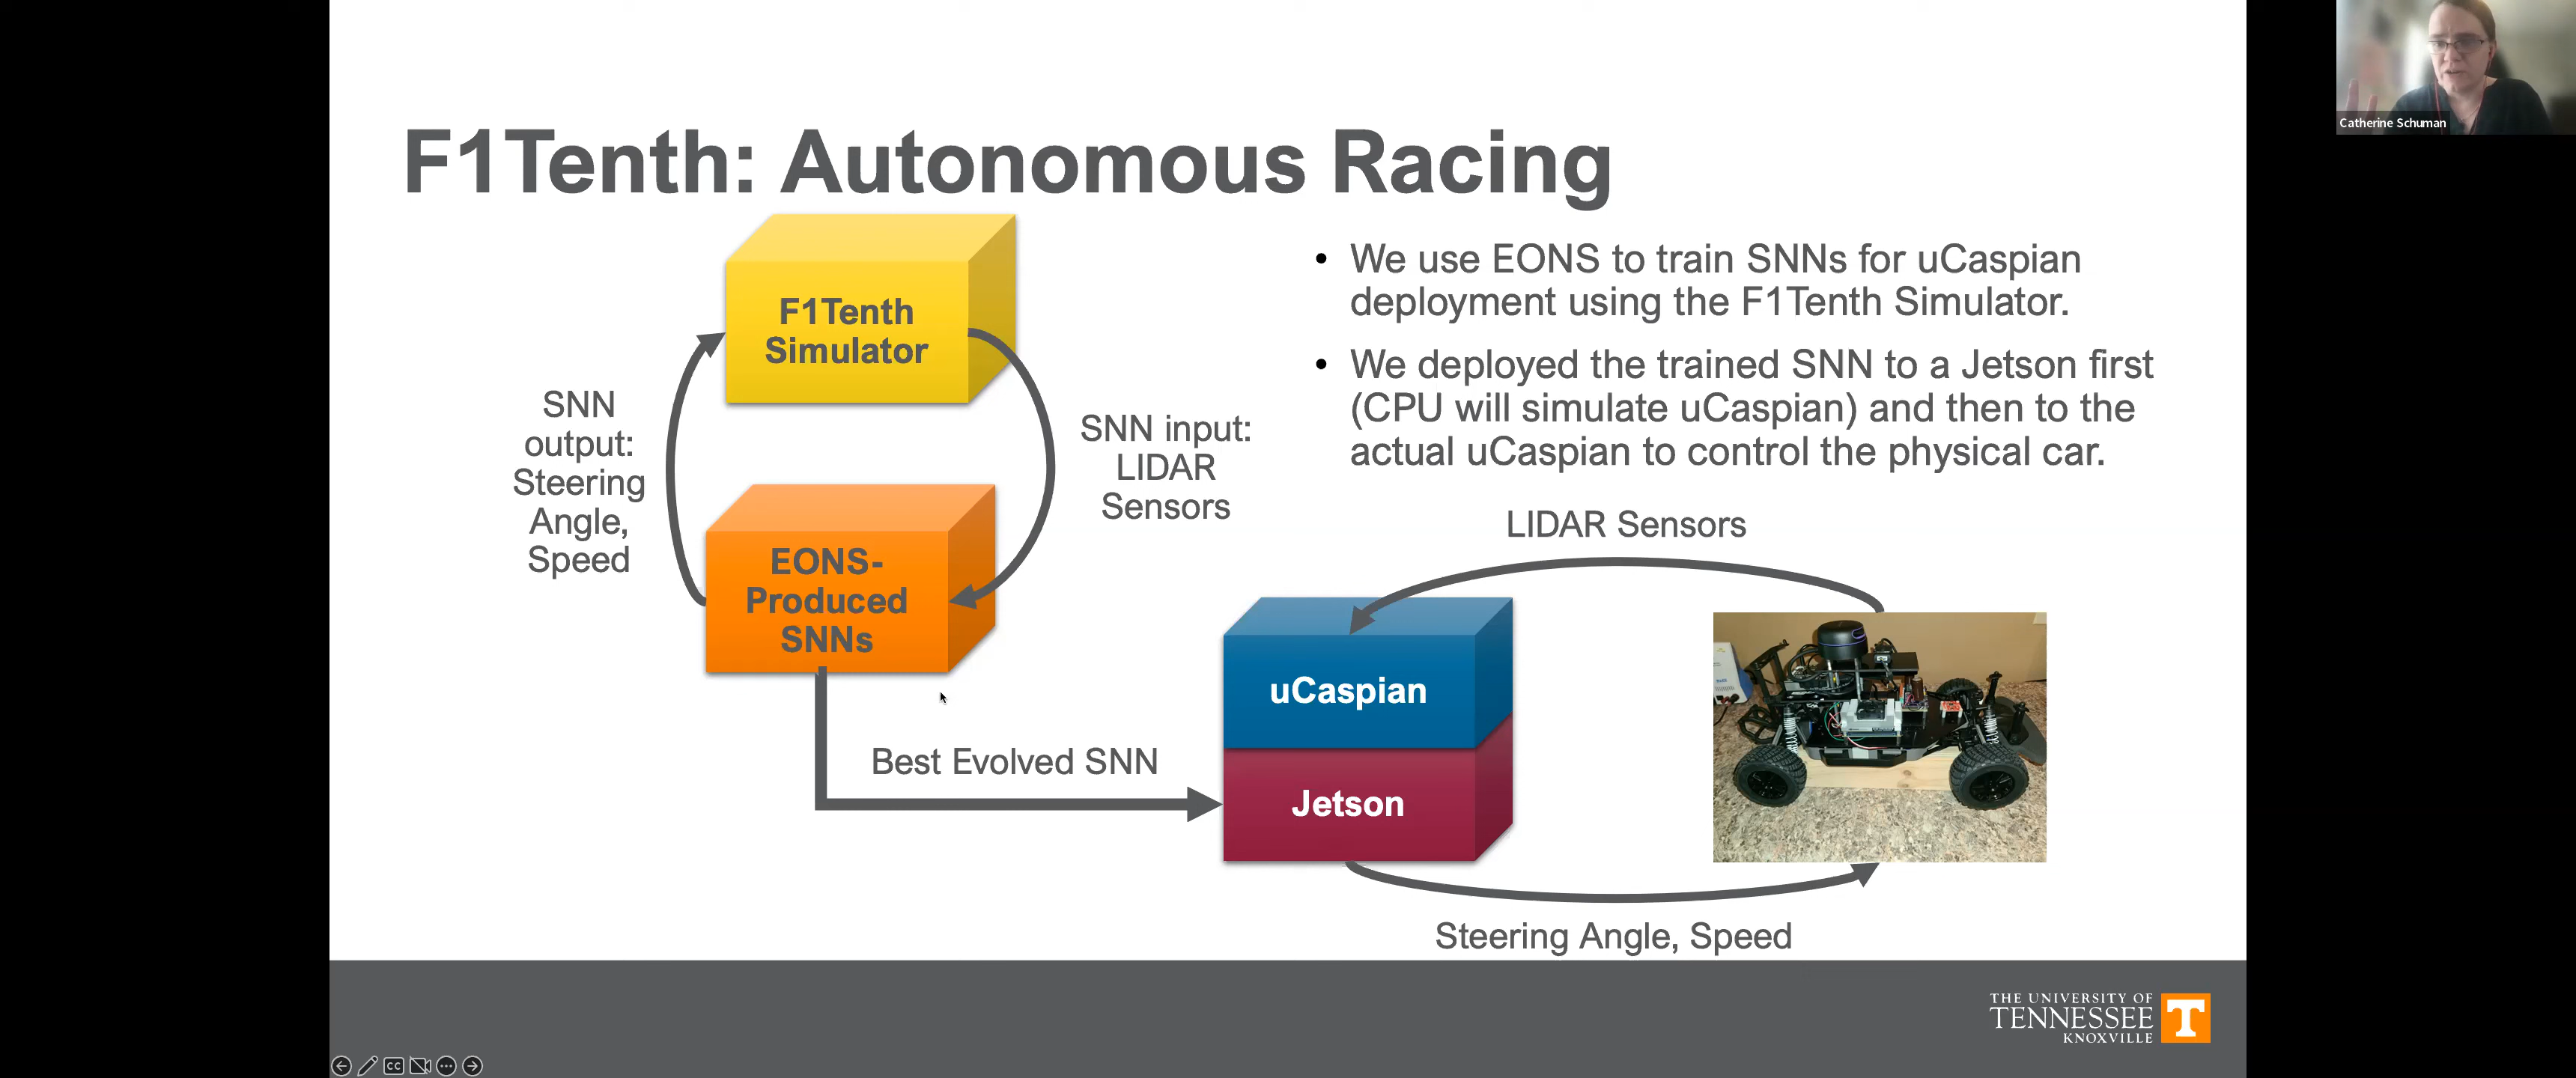 Catherine Schuman
F1Tenth: Autonomous Racing
F1Tenth
Simulator
SNN
output:
Steering
Angle,
Speed
SNN input:
LIDAR
Sensors
EONS-
Produced
SNNs
Best Evolved SNN
• We use EONS to train SNNs for uCaspian
deployment using the F1Tenth Simulator.
• We deployed the trained SNN to a Jetson first
(CPU will simulate uCaspian) and then to the
actual uCaspian to control the physical car.
LIDAR Sensors
uCaspian
Jetson
Steering Angle, Speed
THE UNIVERSITY OF
TENNESSEE
KNOXVILLE
T
CC